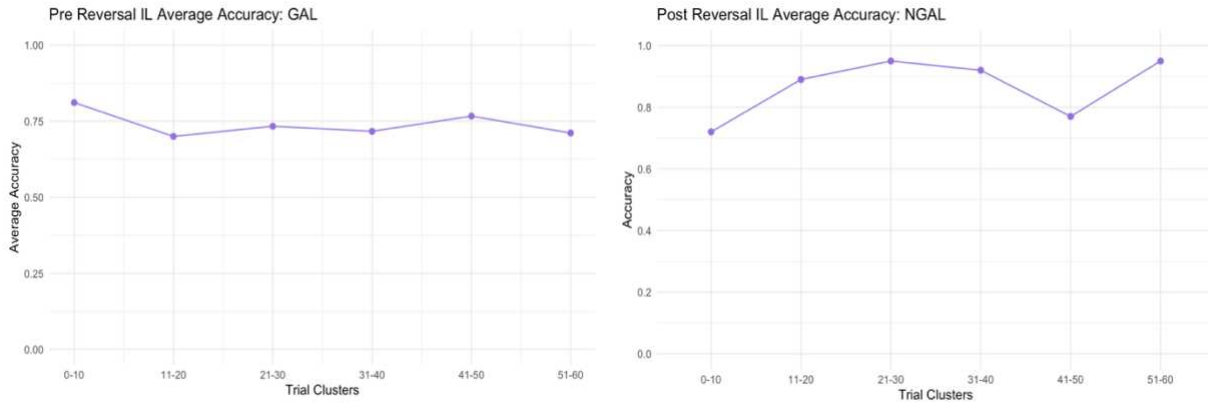 Pre Reversal IL Average Accuracy: GAL
1.00
0.75
0.50
0.25
0.00
Average Accuracy
0-10 11-20 21-30 31-40 41-50 51-60
Trial Clusters
Post Reversal IL Average Accuracy: NGAL
1.0
0.8
0.6
0.4
0.2
0.0
Accuracy
0-10 11-20 21-30 31-40 41-50 51-60
Trial Clusters